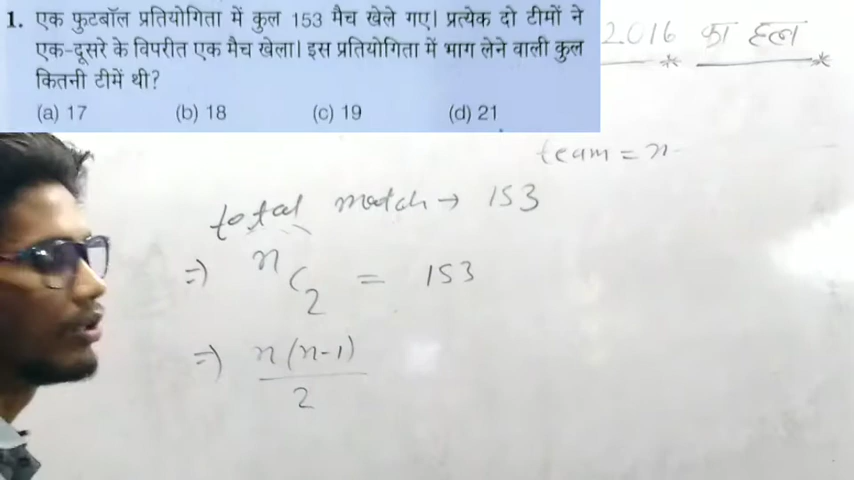 1. एक फुटबॉल प्रतियोगिता में कुल 153 मैच खेले गए। प्रत्येक दो टीमों ने
एक-दूसरे के विपरीत एक मैच खेला। इस प्रतियोगिता में भाग लेने वाली कुल
कितनी टीमें थी?
(a) 17 (b) 18 (c) 19 (d) 21
2016 का हल
team = n
total match → 153
⇒ ⁿC₂ = 153
⇒ n(n-1)/2